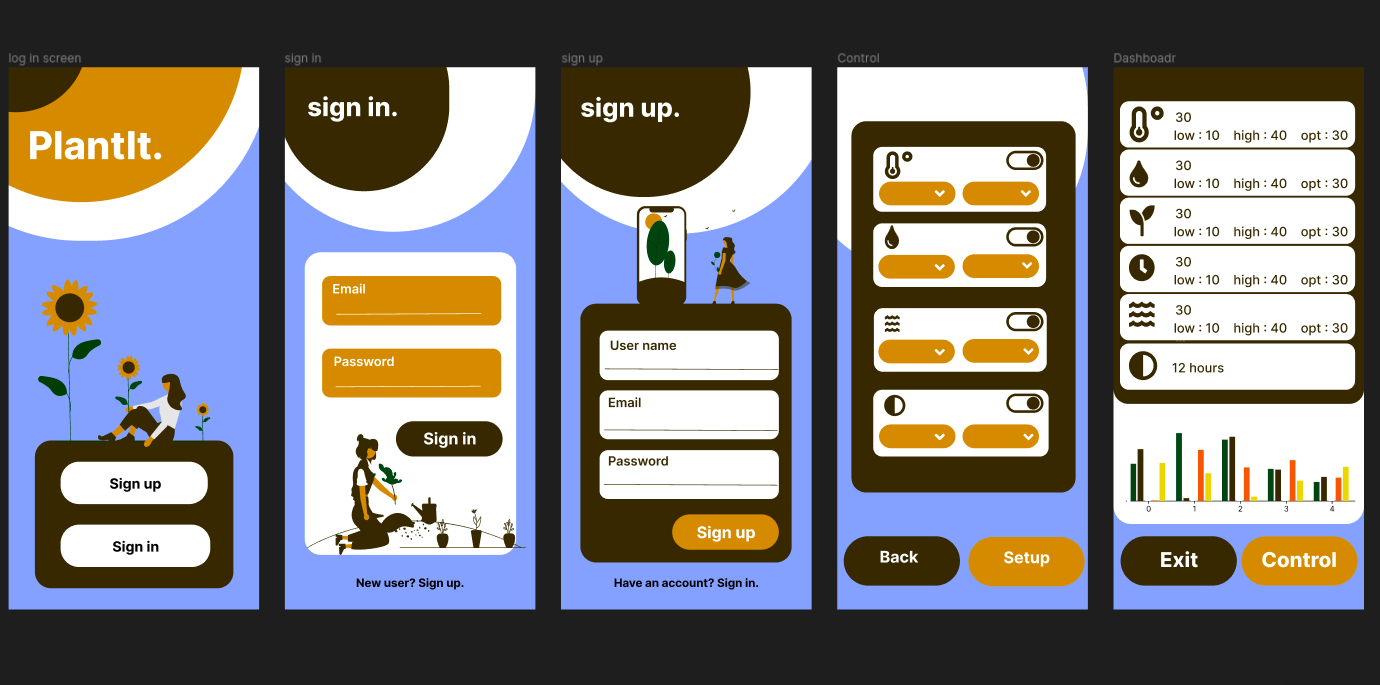 log in screen
PlantIt.
Sign up
Sign in
sign in
sign in.
Email
Password
Sign in
New user? Sign up.
sign up
sign up.
User name
Email
Password
Sign up
Have an account? Sign in.
Control
Back
Setup
Dashboadr
30
low : 10 high : 40 opt : 30
30
low : 10 high : 40 opt : 30
30
low : 10 high : 40 opt : 30
30
low : 10 high : 40 opt : 30
30
low : 10 high : 40 opt : 30
12 hours
0 1 2 3 4
Exit
Control